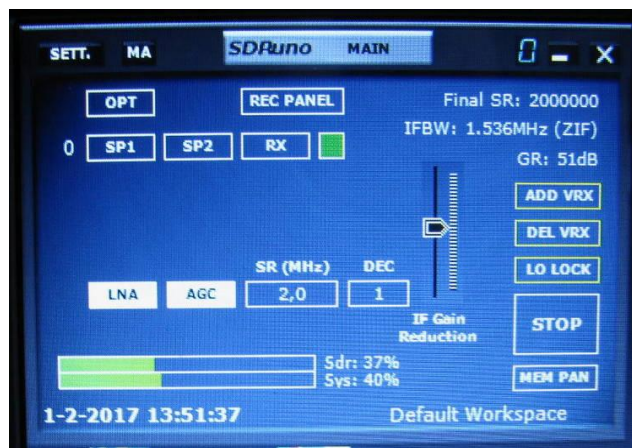 SETT. MA SDRuno MAIN 0
OPT REC PANEL Final SR: 2000000
IFBW: 1.536MHz (ZIF)
0 SP1 SP2 RX
GR: 51dB
ADD VRX
DEL VRX
SR (MHz) DEC LO LOCK
LNA AGC 2,0 1
IF Gain
Reduction
STOP
Sdr: 37%
Sys: 40% MEM PAN
1-2-2017 13:51:37 Default Workspace